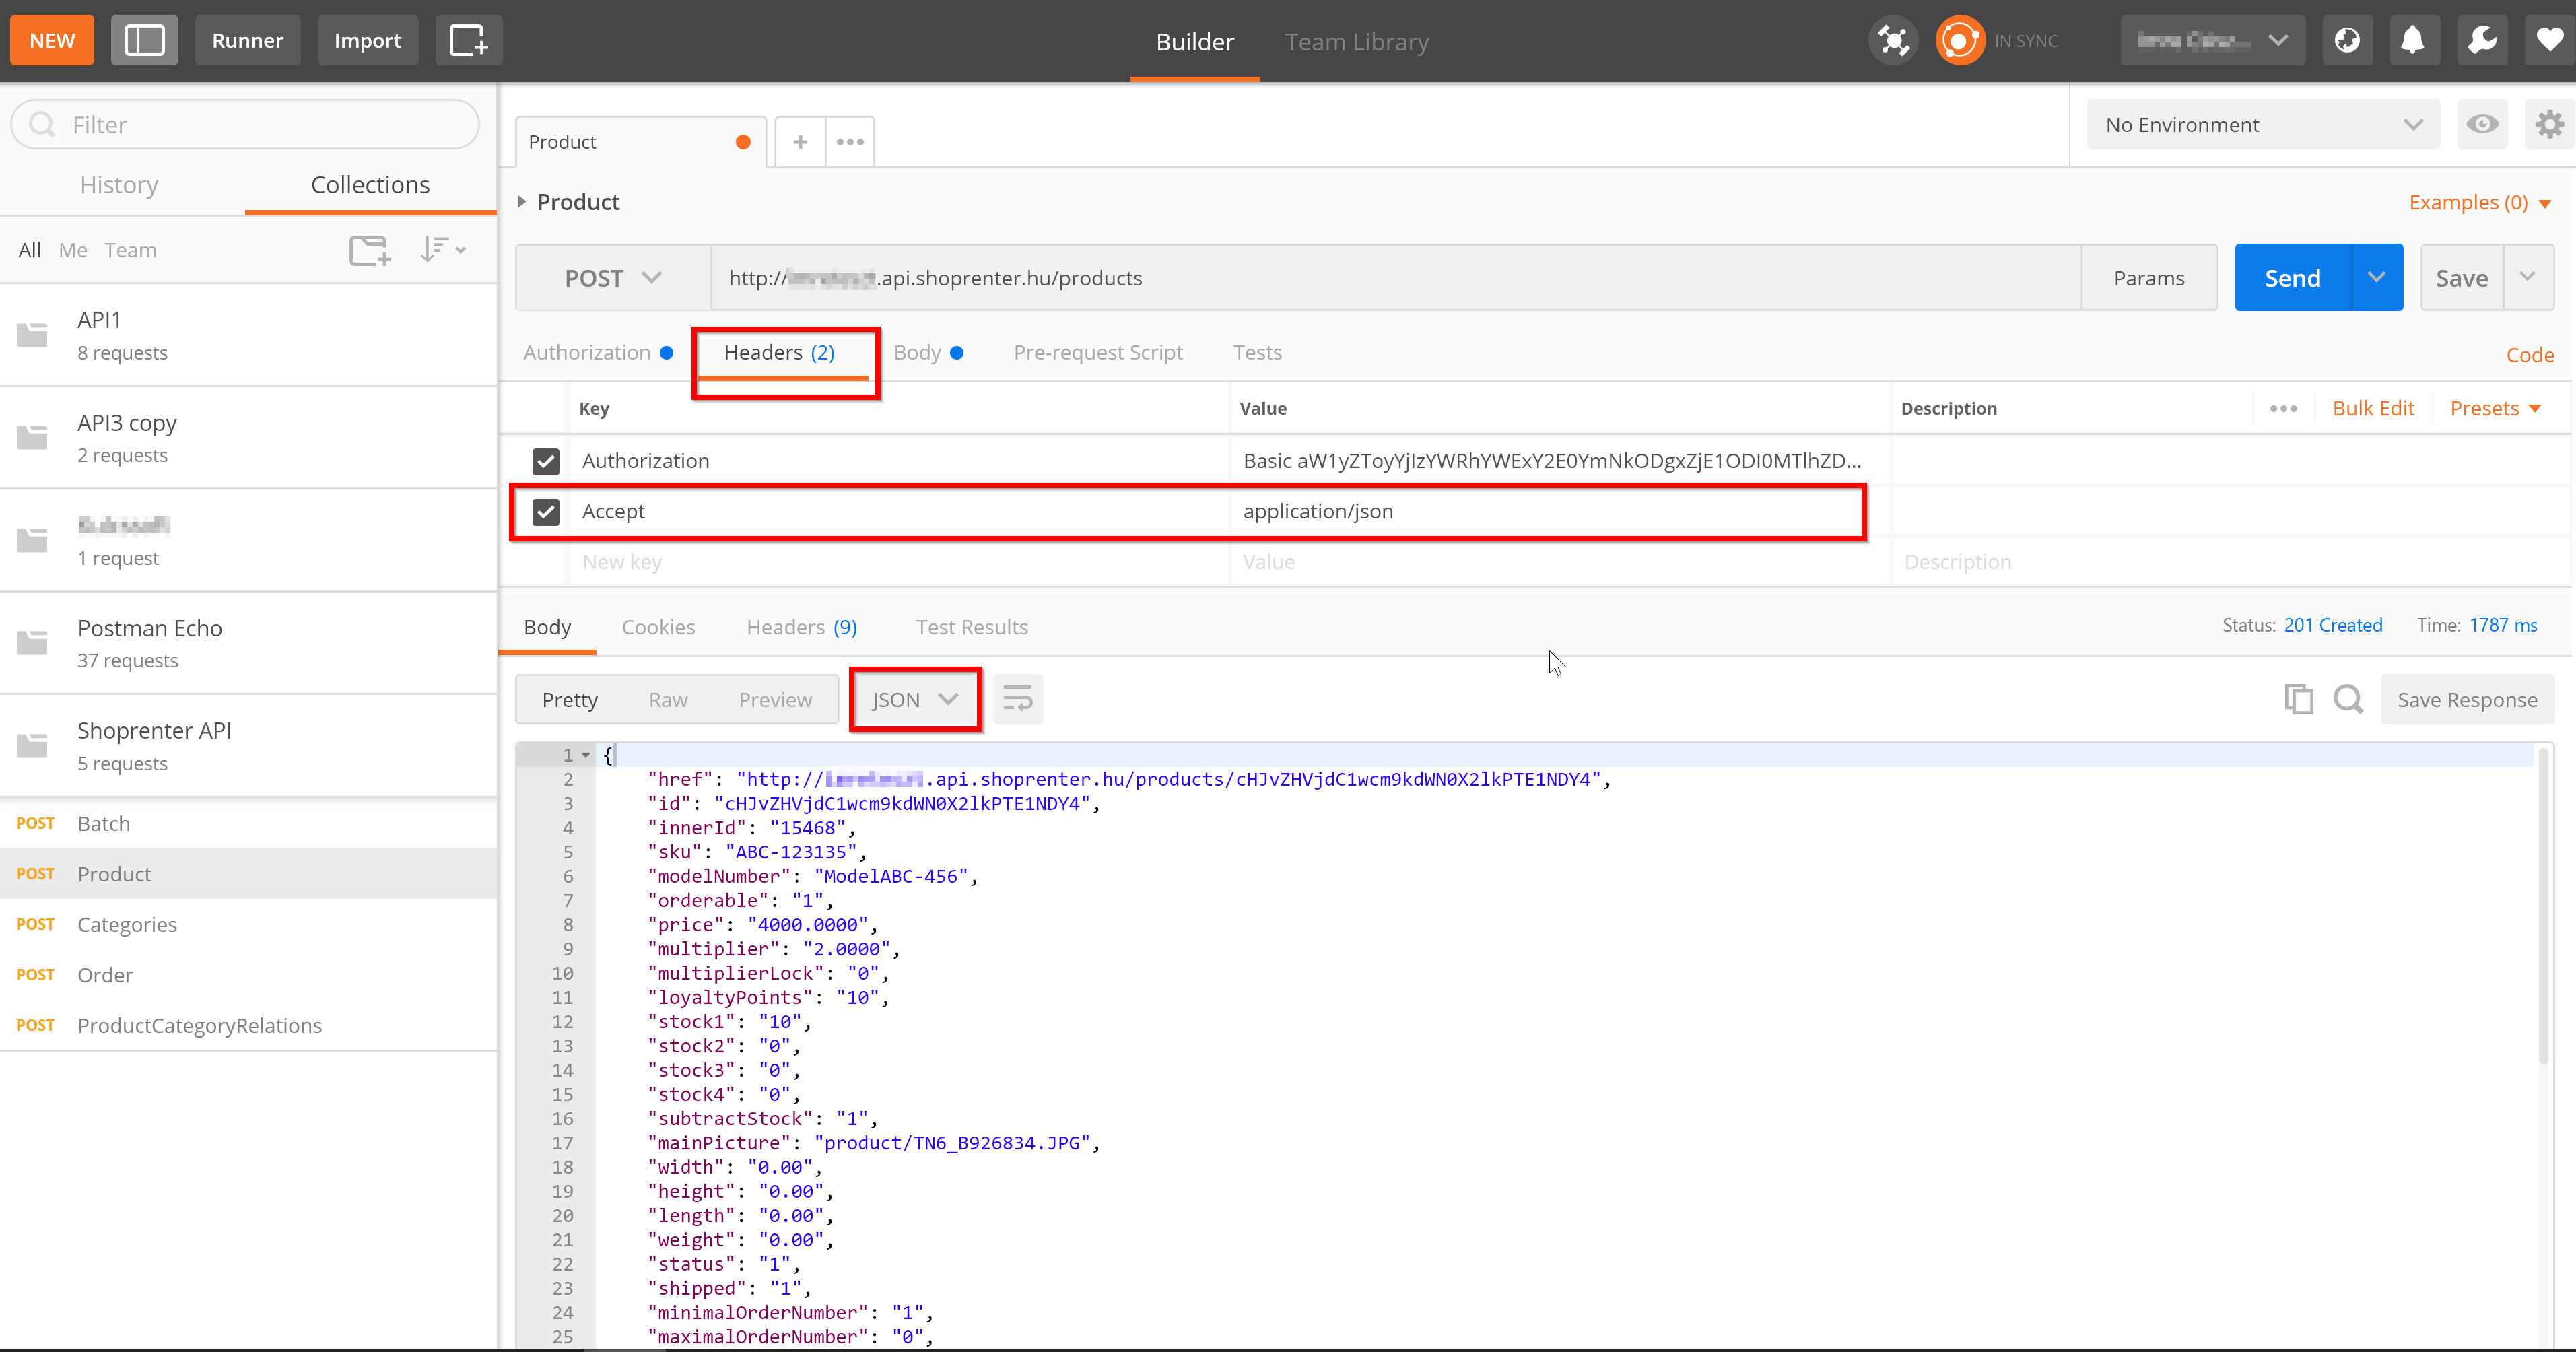 NEW Runner Import Builder Team Library IN SYNC
Filter
History Collections
All Me Team
API1
8 requests
API3 copy
2 requests
1 request
Postman Echo
37 requests
Shoprenter API
5 requests
POST Batch
POST Product
POST Categories
POST Order
POST ProductCategoryRelations
Product + ••• No Environment
Product Examples (0)
POST http:// .api.shoprenter.hu/products Params Send Save
Authorization Headers (2) Body Pre-request Script Tests Code
Key Value Description ••• Bulk Edit Presets
Authorization Basic aW1yZToyYjIzYWRhYWExY2E0YmNkODgxZjE1ODI0MTlhZD...
Accept application/json
New key Value Description
Body Cookies Headers (9) Test Results Status: 201 Created Time: 1787 ms
Pretty Raw Preview JSON Save Response
1 {
2 "href": "http:// .api.shoprenter.hu/products/cHJvZHVjdC1wcm9kdWN0X2lkPTE1NDY4",
3 "id": "cHJvZHVjdC1wcm9kdWN0X2lkPTE1NDY4",
4 "innerId": "15468",
5 "sku": "ABC-123135",
6 "modelNumber": "ModelABC-456",
7 "orderable": "1",
8 "price": "4000.0000",
9 "multiplier": "2.0000",
10 "multiplierLock": "0",
11 "loyaltyPoints": "10",
12 "stock1": "10",
13 "stock2": "0",
14 "stock3": "0",
15 "stock4": "0",
16 "subtractStock": "1",
17 "mainPicture": "product/TN6_B926834.JPG",
18 "width": "0.00",
19 "height": "0.00",
20 "length": "0.00",
21 "weight": "0.00",
22 "status": "1",
23 "shipped": "1",
24 "minimalOrderNumber": "1",
25 "maximalOrderNumber": "0",